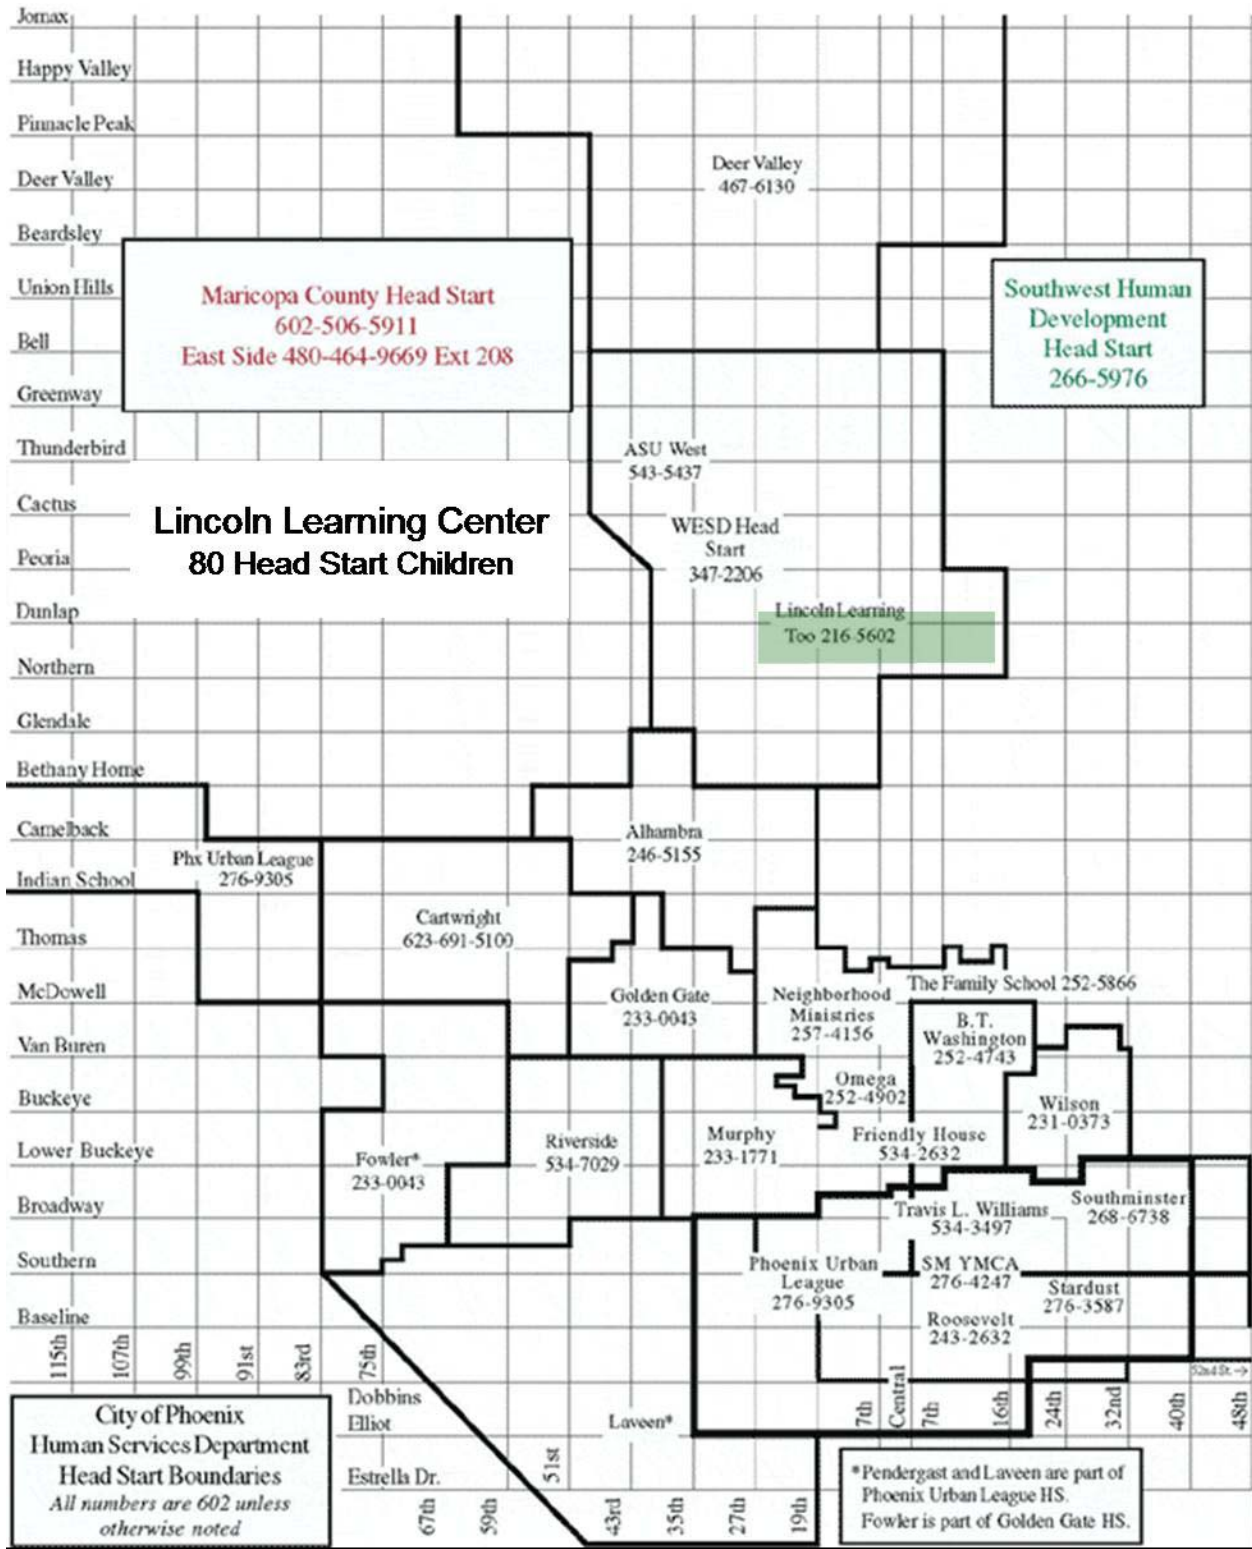 Jomax
Happy Valley
Pinnacle Peak
Deer Valley
467-6130
Deer Valley
Beardsley
Union Hills
Maricopa County Head Start
602-506-5911
East Side 480-464-9669 Ext 208
Southwest Human
Development
Head Start
266-5976
Bell
Greenway
Thunderbird
ASU West
543-5437
Cactus
Lincoln Learning Center
80 Head Start Children
WESD Head
Start
347-2206
Peoria
Dunlap
Lincoln Learning
Too 216-5602
Northern
Glendale
Bethany Home
Camelback
Alhambra
246-5155
Phx Urban League
276-9305
Indian School
Cartwright
623-691-5100
Thomas
McDowell
Golden Gate
233-0043
Neighborhood
Ministries
257-4156
The Family School 252-5866
B.T.
Washington
252-4743
Van Buren
Omega
252-4902
Buckeye
Wilson
231-0373
Lower Buckeye
Fowler*
233-0043
Riverside
534-7029
Murphy
233-1771
Friendly House
534-2632
Broadway
Travis L. Williams
534-3497
Southminster
268-6738
Southern
Phoenix Urban
League
276-9305
SM YMCA
276-4247
Stardust
276-3587
Baseline
Roosevelt
243-2632
115th
107th
99th
91st
83rd
75th
52nd St. →
Dobbins
Elliot
Laveen*
7th
Central
7th
16th
24th
32nd
40th
48th
Estrella Dr.
67th
59th
51st
43rd
35th
27th
19th
City of Phoenix
Human Services Department
Head Start Boundaries
All numbers are 602 unless
otherwise noted
*Pendergast and Laveen are part of
Phoenix Urban League HS.
Fowler is part of Golden Gate HS.